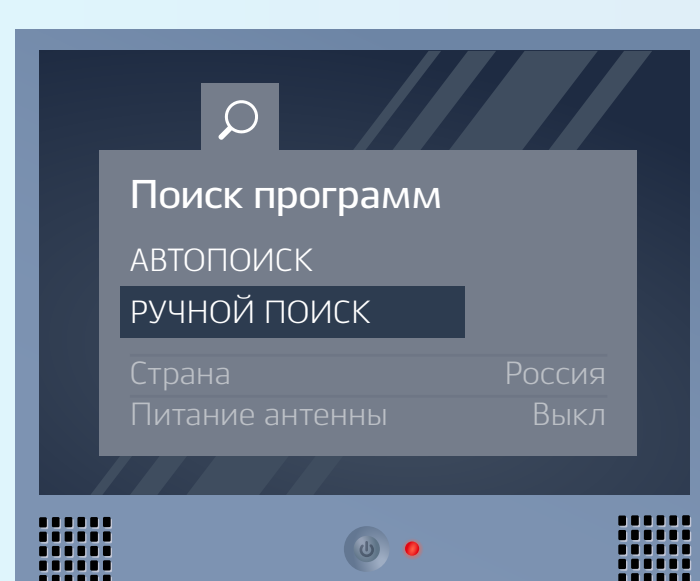 Поиск программ
АВТОПОИСК
РУЧНОЙ ПОИСК
Страна Россия
Питание антенны Выкл